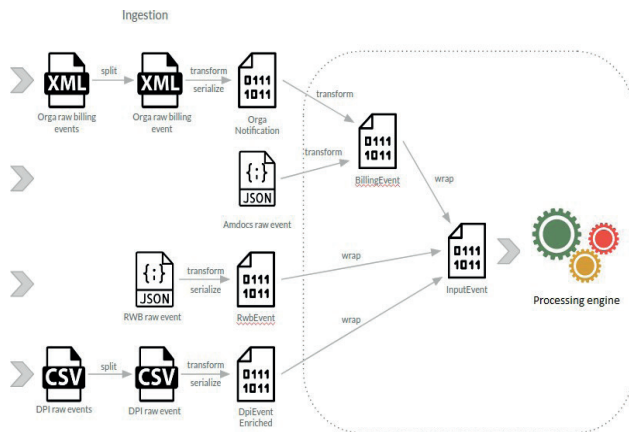 Ingestion
XML
split
XML
transform
serialize
0111
1011
Orga raw billing
events
Orga raw billing
event
Orga
Notification
transform
transform
0111
1011
BillingEvent
{;}
JSON
Amdocs raw event
wrap
{;}
JSON
RWB raw event
transform
serialize
0111
1011
RwbEvent
wrap
0111
1011
InputEvent
Processing engine
wrap
CSV
DPI raw events
split
CSV
DPI raw event
transform
serialize
0111
1011
DpiEvent
Enriched